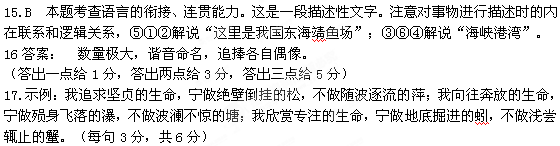 15.B  本题考查语言的衔接、连贯能力。这是一段描述性文字。注意对事物进行描述时的内
在联系和逻辑关系，⑤①②解说“这里是我国东海鲭鱼场”；③⑥④解说“海峡港湾”。
16 答案：  数量极大，谐音命名，追捧各自偶像。
（答出一点给 1 分，答出两点给 3 分，答出三点给 5 分）
17. 示例：我追求坚贞的生命，宁做绝壁倒挂的松，不做随波逐流的萍；我向往奔放的生命，
宁做殒身飞落的瀑，不做波澜不惊的塘；我欣赏专注的生命，宁做地底掘进的蚓，不做浅尝
辄止的蟹。（每句 3 分，共 6 分）